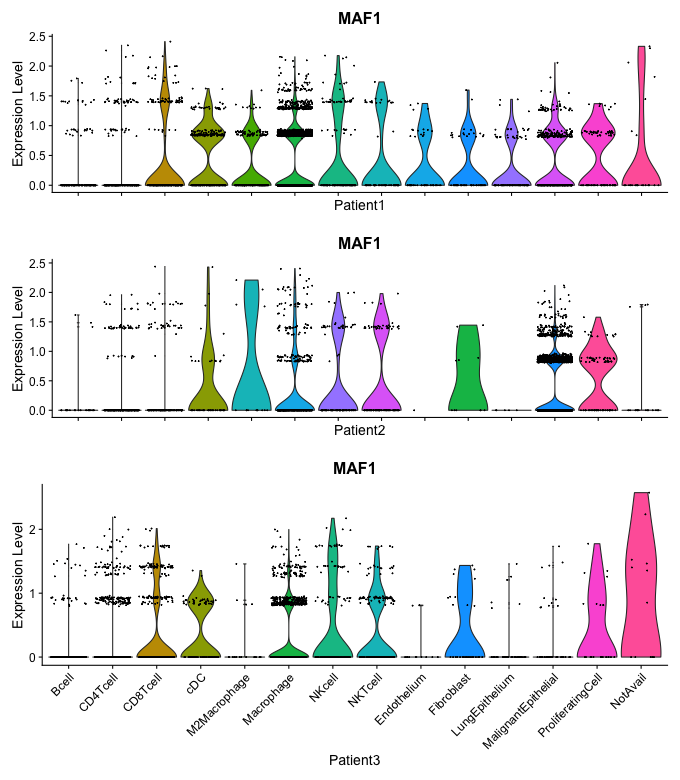 MAF1
Expression Level
2.5
2.0
1.5
1.0
0.5
0.0
Patient1
MAF1
Expression Level
2.5
2.0
1.5
1.0
0.5
0.0
Patient2
MAF1
Expression Level
2
1
0
Bcell
CD4Tcell
CD8Tcell
cDC
M2Macrophage
Macrophage
NKcell
NKTcell
Endothelium
Fibroblast
LungEpithelium
MalignantEpithelial
ProliferatingCell
NotAvail
Patient3